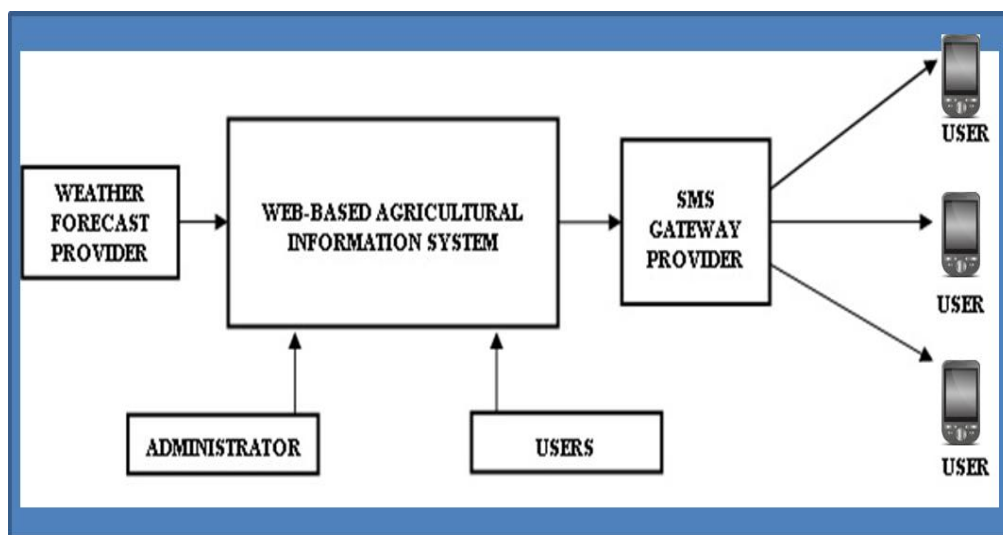 WEATHER
FORECAST
PROVIDER
WEB-BASED AGRICULTURAL
INFORMATION SYSTEM
SMS
GATEWAY
PROVIDER
USER
USER
USER
ADMINISTRATOR
USERS